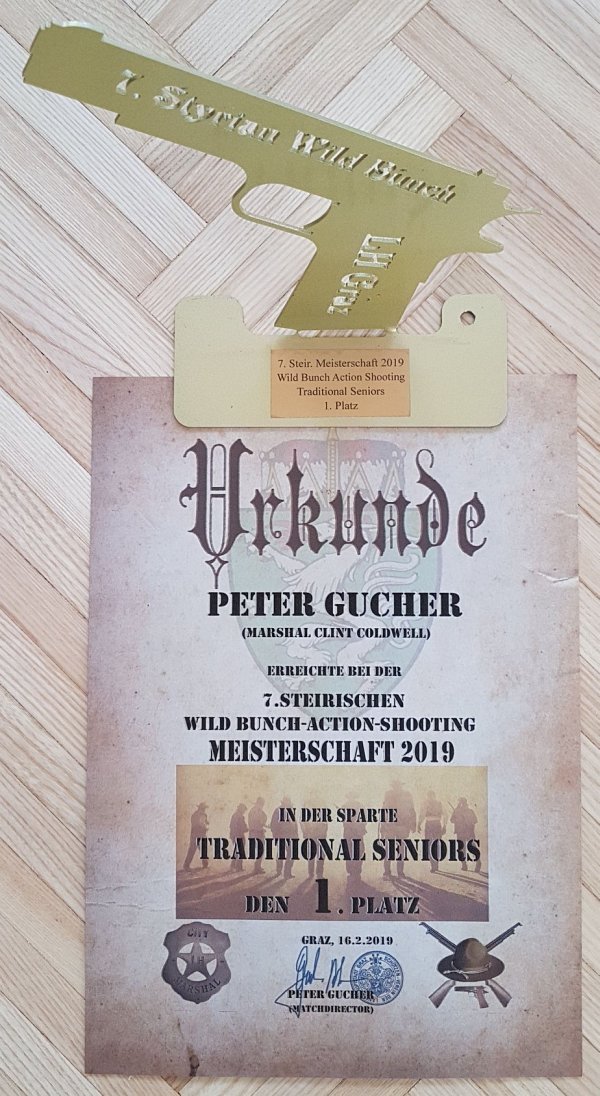 7. Styrian Wild Bunch
LH Graz
7. Steir. Meisterschaft 2019
Wild Bunch Action Shooting
Traditional Seniors
1. Platz
Urkunde
PETER GUCHER
(MARSHAL CLINT COLDWELL)
ERREICHTE BEI DER
7.STEIRISCHEN
WILD BUNCH-ACTION-SHOOTING
MEISTERSCHAFT 2019
IN DER SPARTE
TRADITIONAL SENIORS
DEN 1. PLATZ
GRAZ, 16.2.2019
CITY
LH
MARSHAL
PETER GUCHER
(MATCHDIRECTOR)